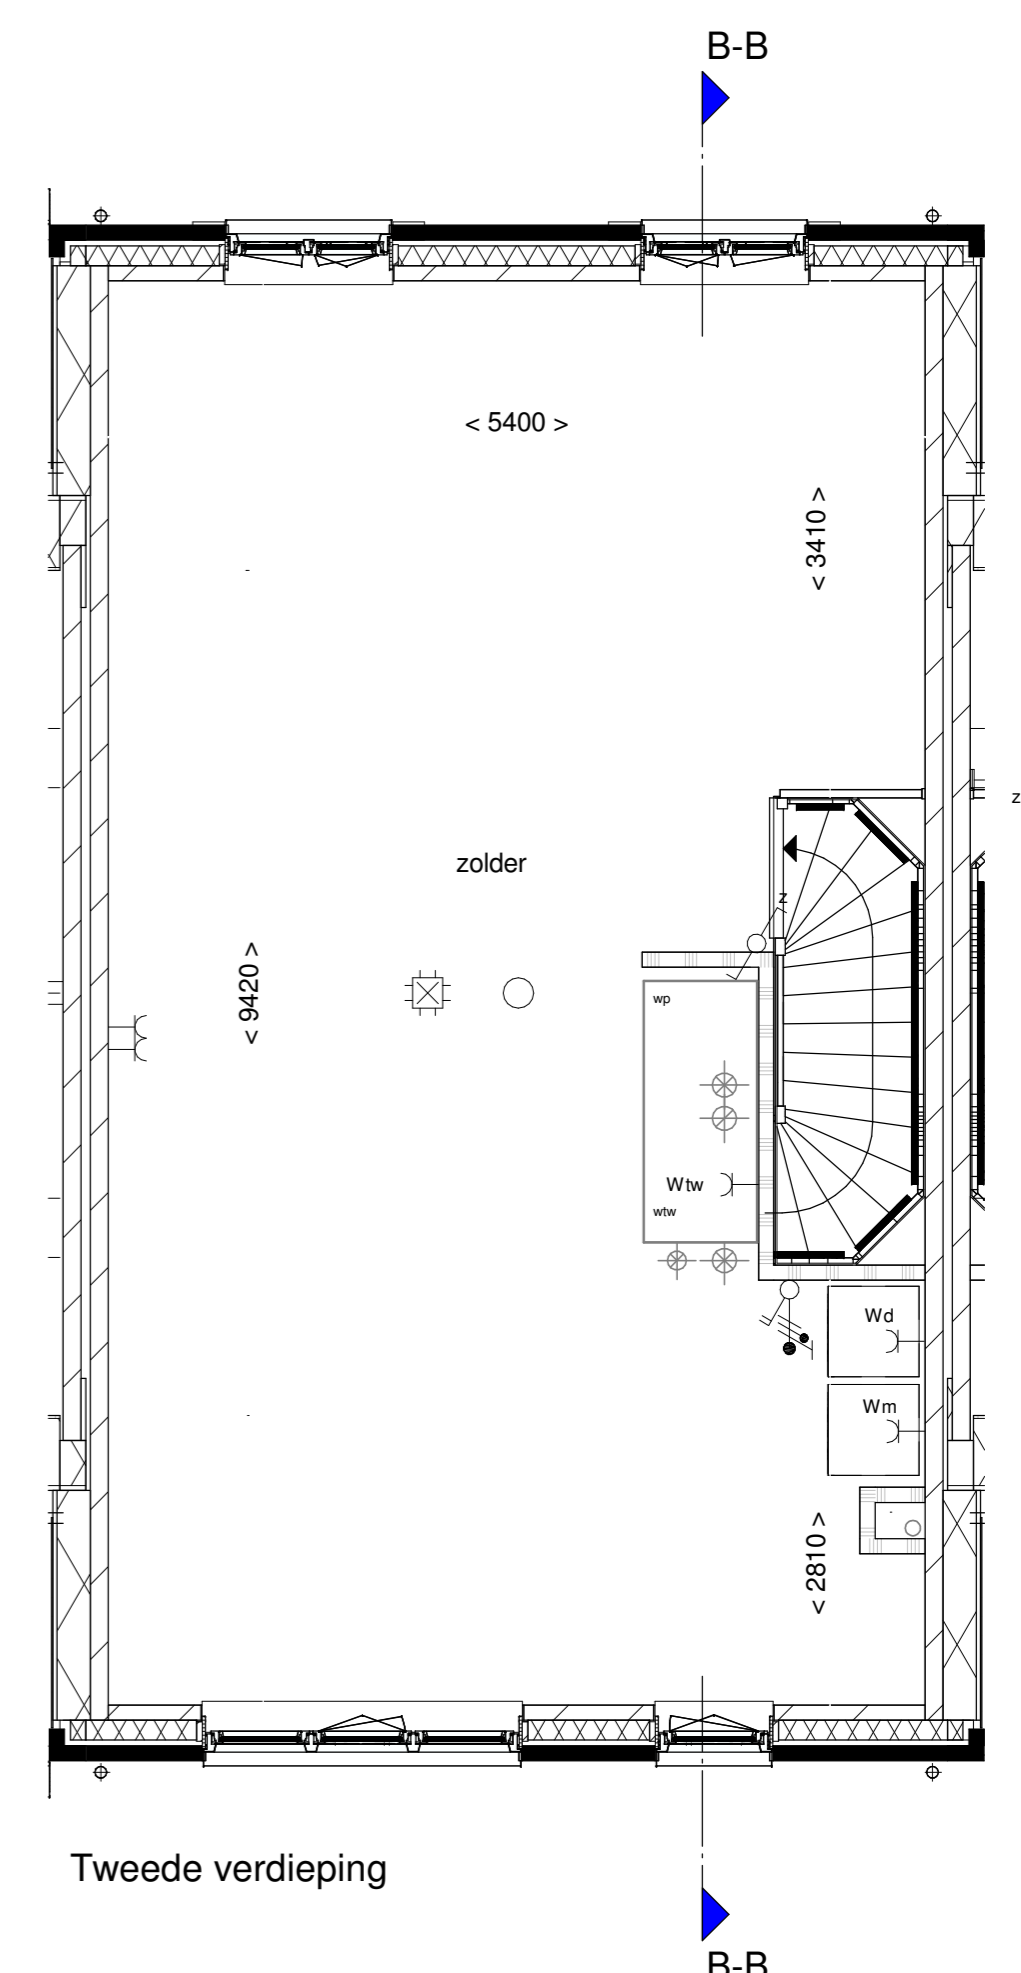 B-B
< 5400 >
< 3410 >
z
zolder
z
< 9420 >
wp
Wtw
wtw
Wd
Wm
< 2810 >
Tweede verdieping
B-B